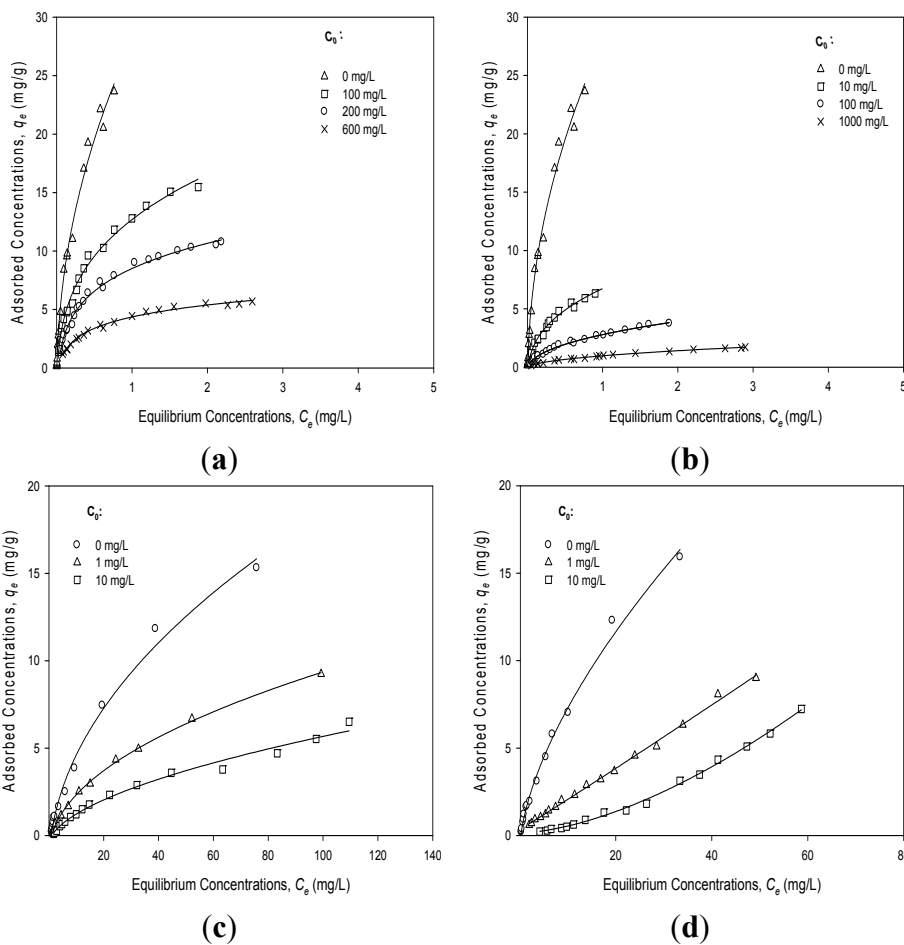 C₀ :
0 mg/L
100 mg/L
200 mg/L
600 mg/L
Adsorbed Concentrations, qₑ (mg/g)
30
25
20
15
10
5
0
1
2
3
4
5
Equilibrium Concentrations, Cₑ (mg/L)
(a)
C₀ :
0 mg/L
10 mg/L
100 mg/L
1000 mg/L
Adsorbed Concentrations, qₑ (mg/g)
30
25
20
15
10
5
0
1
2
3
4
5
Equilibrium Concentrations, Cₑ (mg/L)
(b)
C₀:
0 mg/L
1 mg/L
10 mg/L
Adsorbed Concentrations, qₑ (mg/g)
20
15
10
5
0
20
40
60
80
100
120
140
Equilibrium Concentrations, Cₑ (mg/L)
(c)
C₀:
0 mg/L
1 mg/L
10 mg/L
Adsorbed Concentrations, qₑ (mg/g)
20
15
10
5
0
20
40
60
Equilibrium Concentrations, Cₑ (mg/L)
(d)